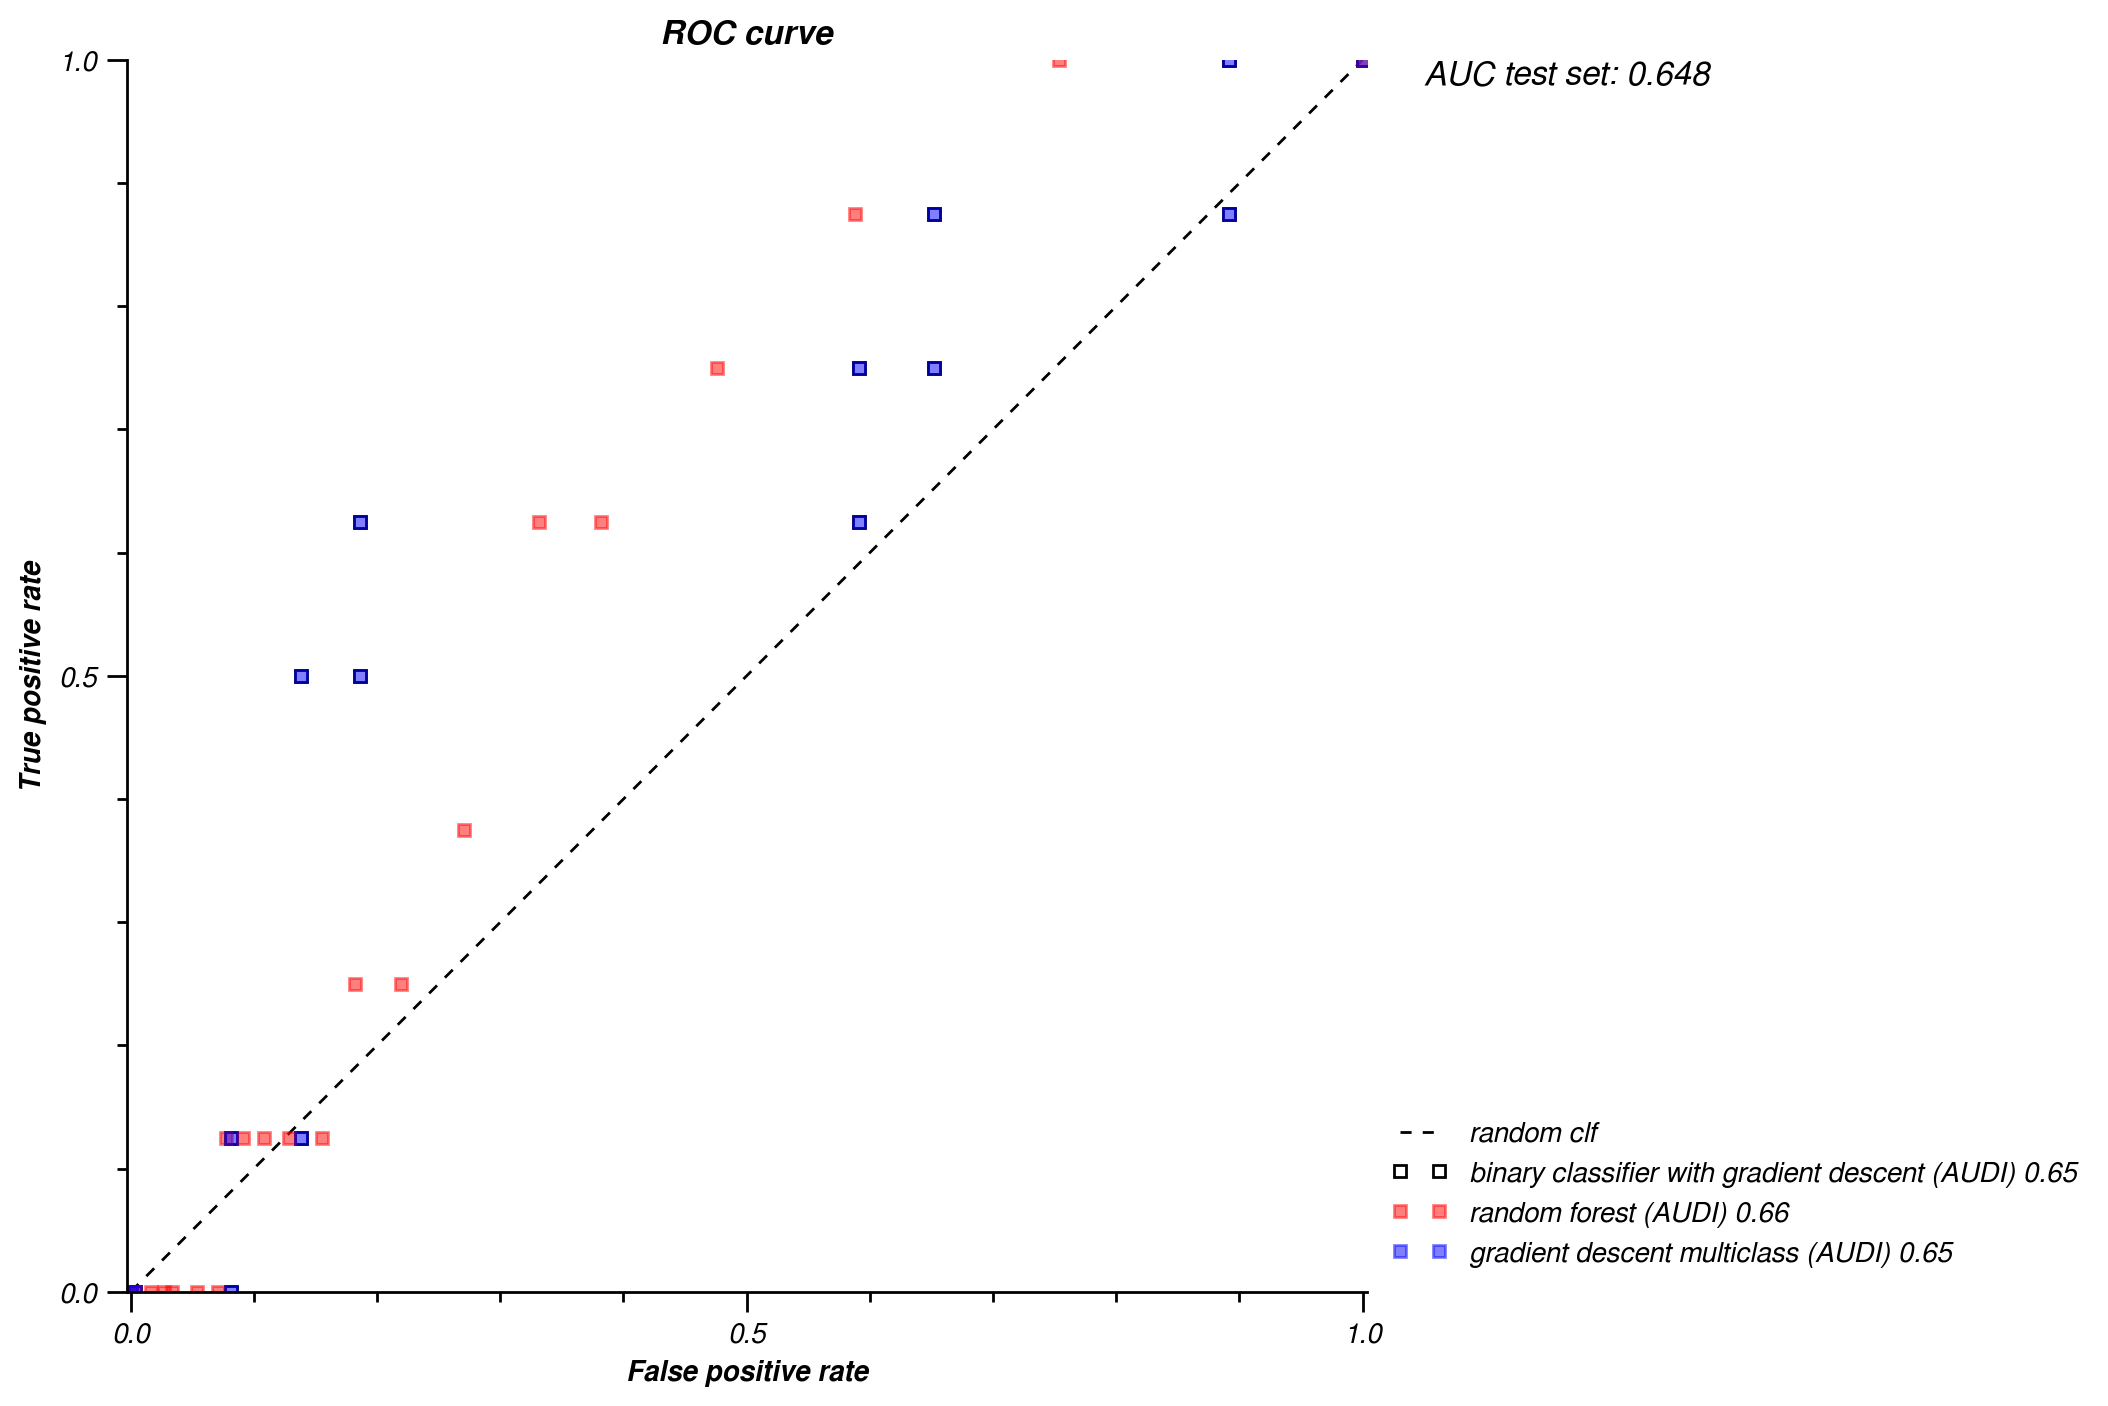 ROC curve
AUC test set: 0.648
1.0
0.5
0.0
True positive rate
0.0
0.5
1.0
False positive rate
random clf
binary classifier with gradient descent (AUDI) 0.65
random forest (AUDI) 0.66
gradient descent multiclass (AUDI) 0.65